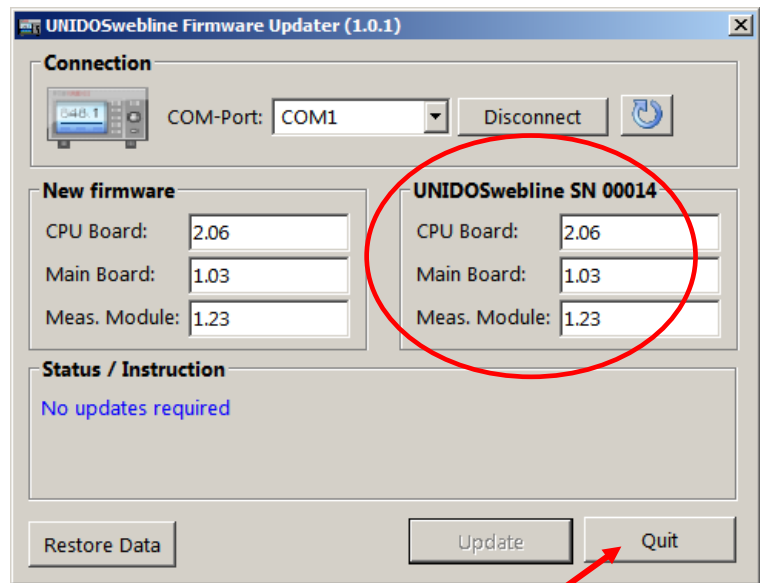 UNIDOSwebline Firmware Updater (1.0.1)
Connection
848.1
COM-Port: COM1 Disconnect
New firmware
CPU Board: 2.06
Main Board: 1.03
Meas. Module: 1.23
UNIDOSwebline SN 00014
CPU Board: 2.06
Main Board: 1.03
Meas. Module: 1.23
Status / Instruction
No updates required
Restore Data Update Quit